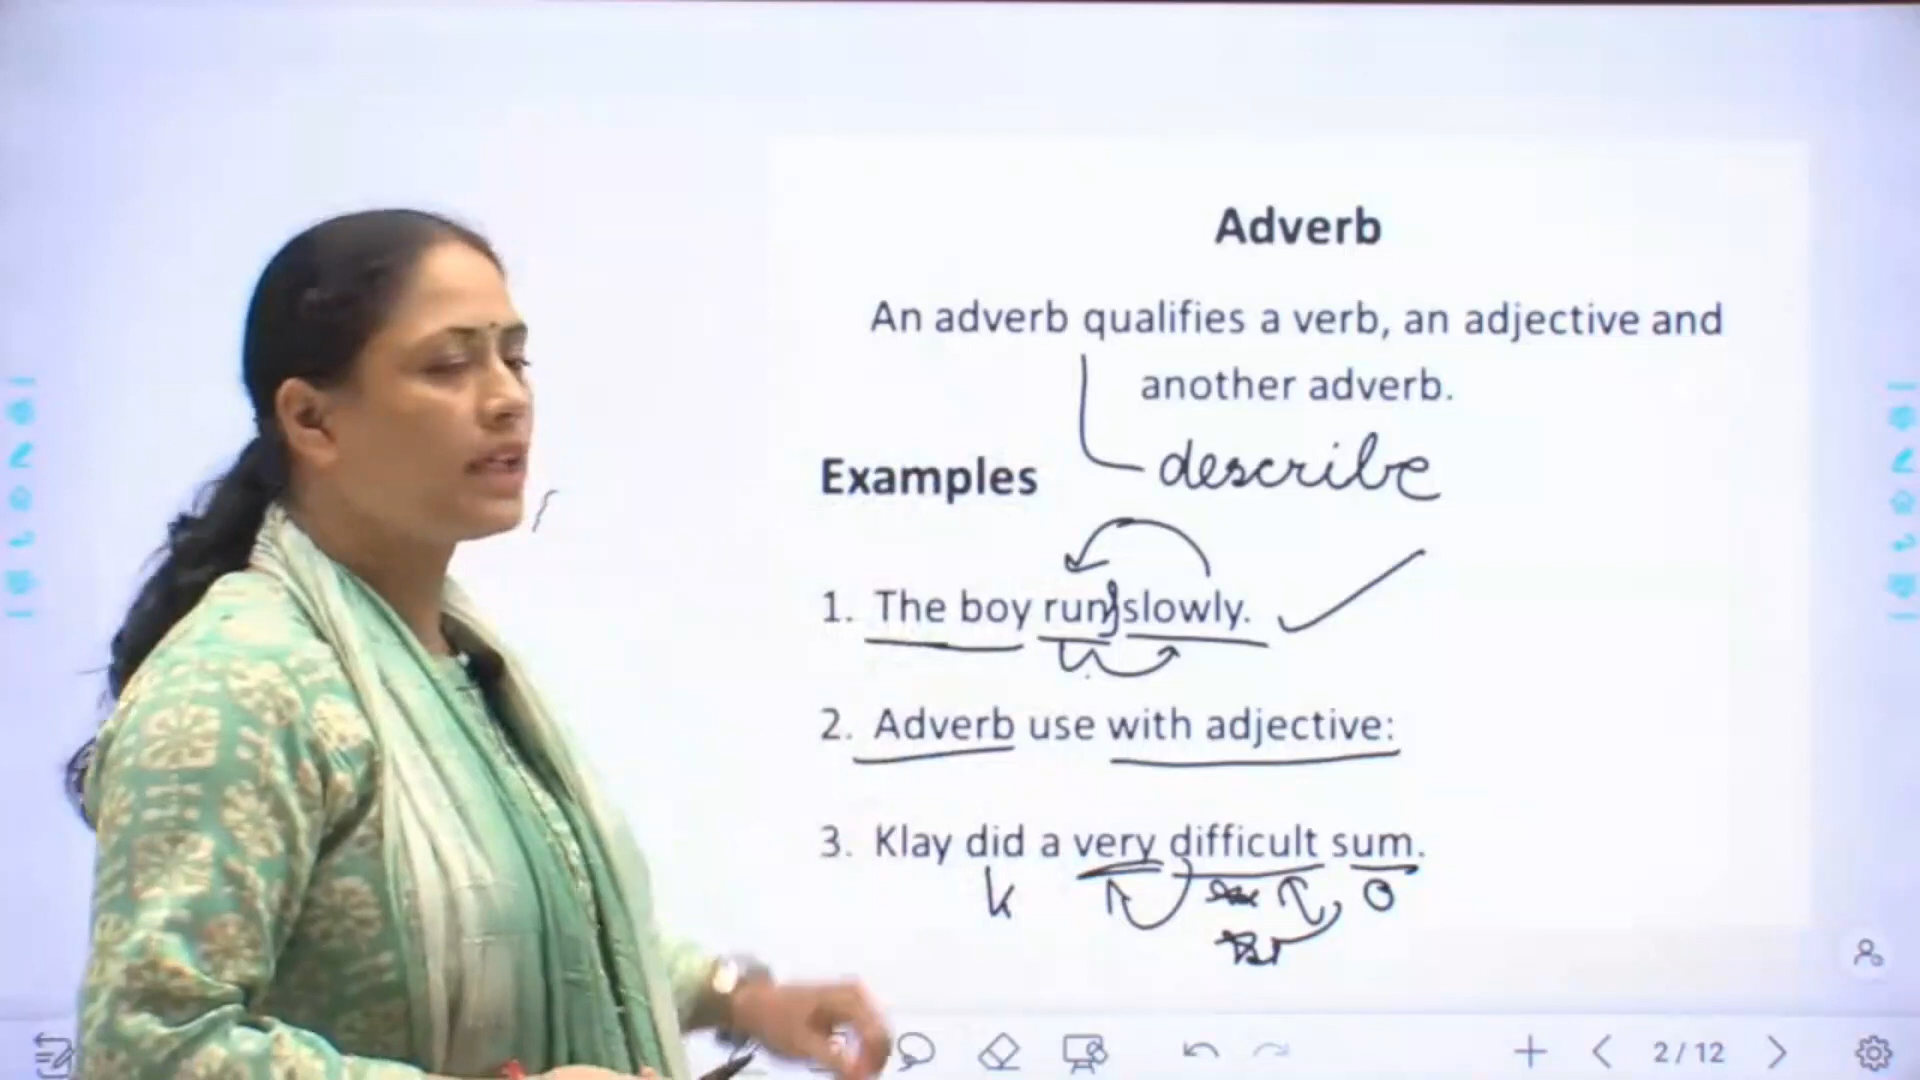 Adverb
An adverb qualifies a verb, an adjective and
another adverb.
describe
Examples
1. The boy runs slowly.
2. Adverb use with adjective:
3. Klay did a very difficult sum.
2/12